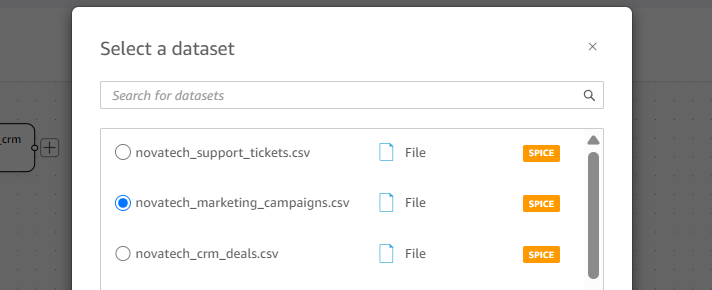 Select a dataset
Search for datasets
crm
novatech_support_tickets.csv File SPICE
novatech_marketing_campaigns.csv File SPICE
novatech_crm_deals.csv File SPICE